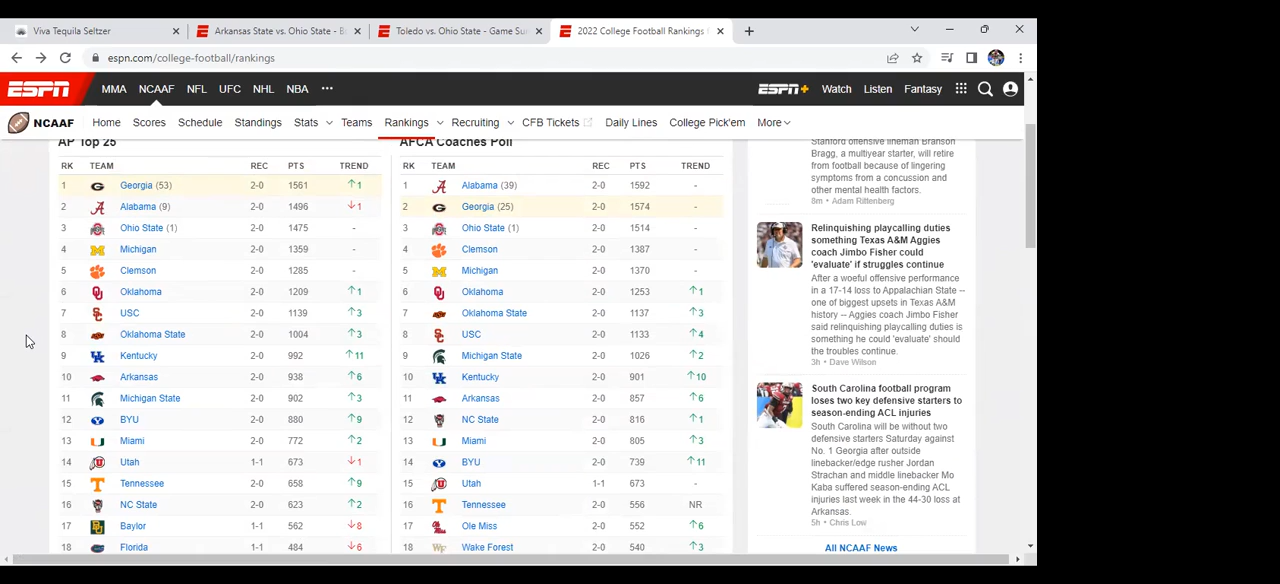 Viva Tequila Seltzer
Arkansas State vs. Ohio State - B
Toledo vs. Ohio State - Game Su
2022 College Football Rankings
espn.com/college-football/rankings
ESPN
MMA NCAAF NFL UFC NHL NBA
ESPN+ Watch Listen Fantasy
NCAAF Home Scores Schedule Standings Stats Teams Rankings Recruiting CFB Tickets Daily Lines College Pick'em More
AP Top 25
RK TEAM REC PTS TREND
1 Georgia (53) 2-0 1561 ↑1
2 Alabama (9) 2-0 1496 ↓1
3 Ohio State (1) 2-0 1475 -
4 Michigan 2-0 1359 -
5 Clemson 2-0 1285 -
6 Oklahoma 2-0 1209 ↑1
7 USC 2-0 1139 ↑3
8 Oklahoma State 2-0 1004 ↑3
9 Kentucky 2-0 992 ↑11
10 Arkansas 2-0 938 ↑6
11 Michigan State 2-0 902 ↑3
12 BYU 2-0 880 ↑9
13 Miami 2-0 772 ↑2
14 Utah 1-1 673 ↓1
15 Tennessee 2-0 658 ↑9
16 NC State 2-0 623 ↑2
17 Baylor 1-1 562 ↓8
18 Florida 1-1 484 ↓6
AFCA Coaches Poll
RK TEAM REC PTS TREND
1 Alabama (39) 2-0 1592 -
2 Georgia (25) 2-0 1574 -
3 Ohio State (1) 2-0 1514 -
4 Clemson 2-0 1387 -
5 Michigan 2-0 1370 -
6 Oklahoma 2-0 1253 ↑1
7 Oklahoma State 2-0 1137 ↑3
8 USC 2-0 1133 ↑4
9 Michigan State 2-0 1026 ↑2
10 Kentucky 2-0 901 ↑10
11 Arkansas 2-0 857 ↑6
12 NC State 2-0 816 ↑1
13 Miami 2-0 805 ↑3
14 BYU 2-0 739 ↑11
15 Utah 1-1 673 -
16 Tennessee 2-0 556 NR
17 Ole Miss 2-0 552 ↑6
18 Wake Forest 2-0 540 ↑3
Stanford offensive lineman Branson
Bragg, a multiyear starter, will retire
from football because of lingering
symptoms from a concussion and
other mental health factors.
8m • Adam Rittenberg
Relinquishing playcalling duties
something Texas A&M Aggies
coach Jimbo Fisher could
'evaluate' if struggles continue
After a woeful offensive performance
in a 17-14 loss to Appalachian State --
one of biggest upsets in Texas A&M
history -- Aggies coach Jimbo Fisher
said relinquishing playcalling duties is
something he could 'evaluate' should
the troubles continue.
3h • Dave Wilson
South Carolina football program
loses two key defensive starters to
season-ending ACL injuries
South Carolina will be without two
defensive starters Saturday against
No. 1 Georgia after outside
linebacker/edge rusher Jordan
Strachan and middle linebacker Mo
Kaba suffered season-ending ACL
injuries last week in the 44-30 loss at
Arkansas.
5h • Chris Low
All NCAAF News